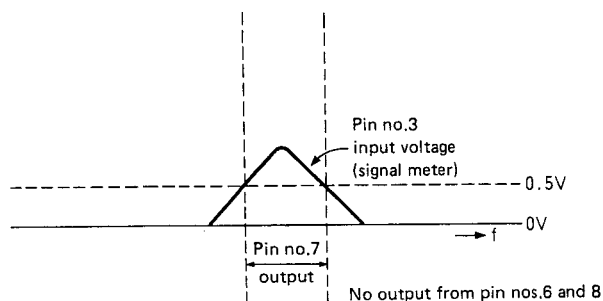 Pin no.3
input voltage
(signal meter)
0.5V
0V
f
Pin no.7
output
No output from pin nos.6 and 8